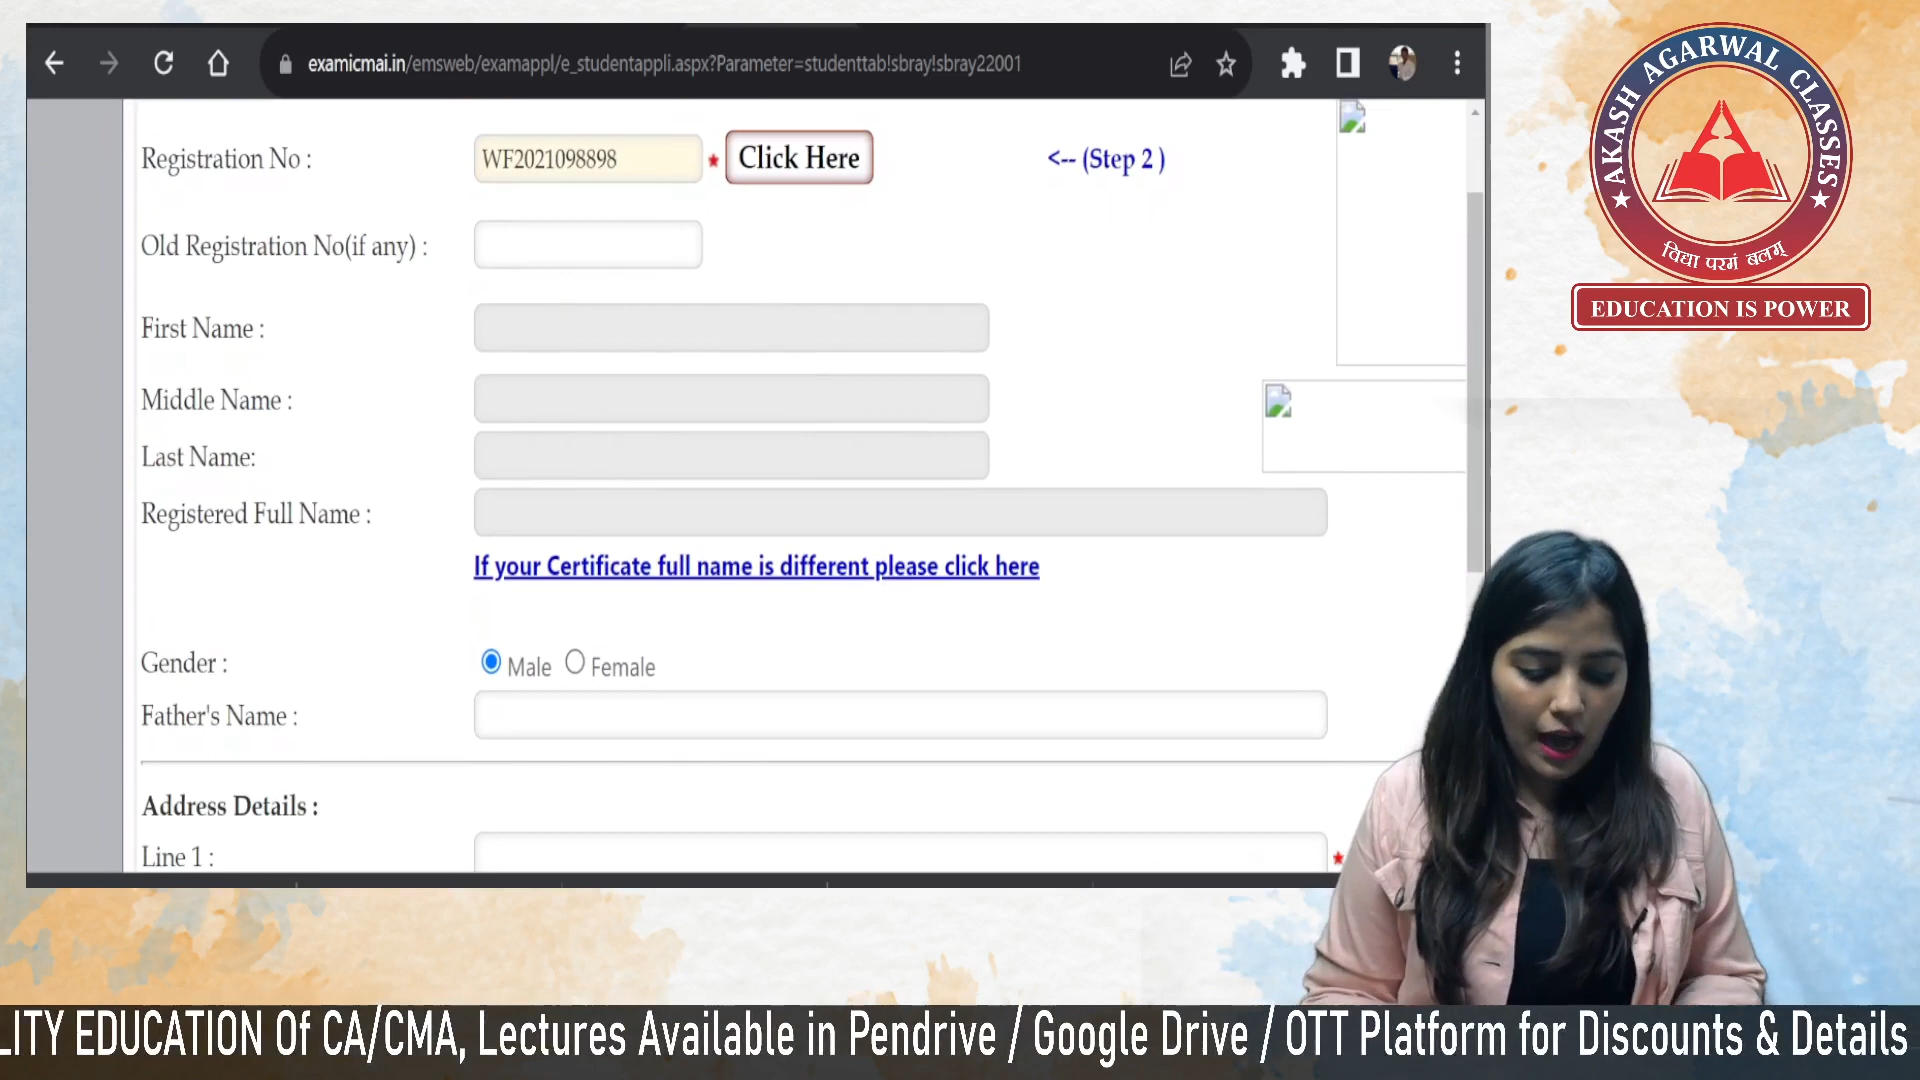 examicmai.in/emsweb/examappl/e_studentappli.aspx?Parameter=studenttab!sbray!sbray22001
Registration No :
WF2021098898
*
Click Here
<-- (Step 2 )
Old Registration No(if any) :
First Name :
Middle Name :
Last Name:
Registered Full Name :
If your Certificate full name is different please click here
Gender :
Male
Female
Father's Name :
Address Details :
Line 1 :
*
AKASH AGARWAL CLASSES
विद्या परमं बलम्
EDUCATION IS POWER
LITY EDUCATION Of CA/CMA, Lectures Available in Pendrive / Google Drive / OTT Platform for Discounts & Details